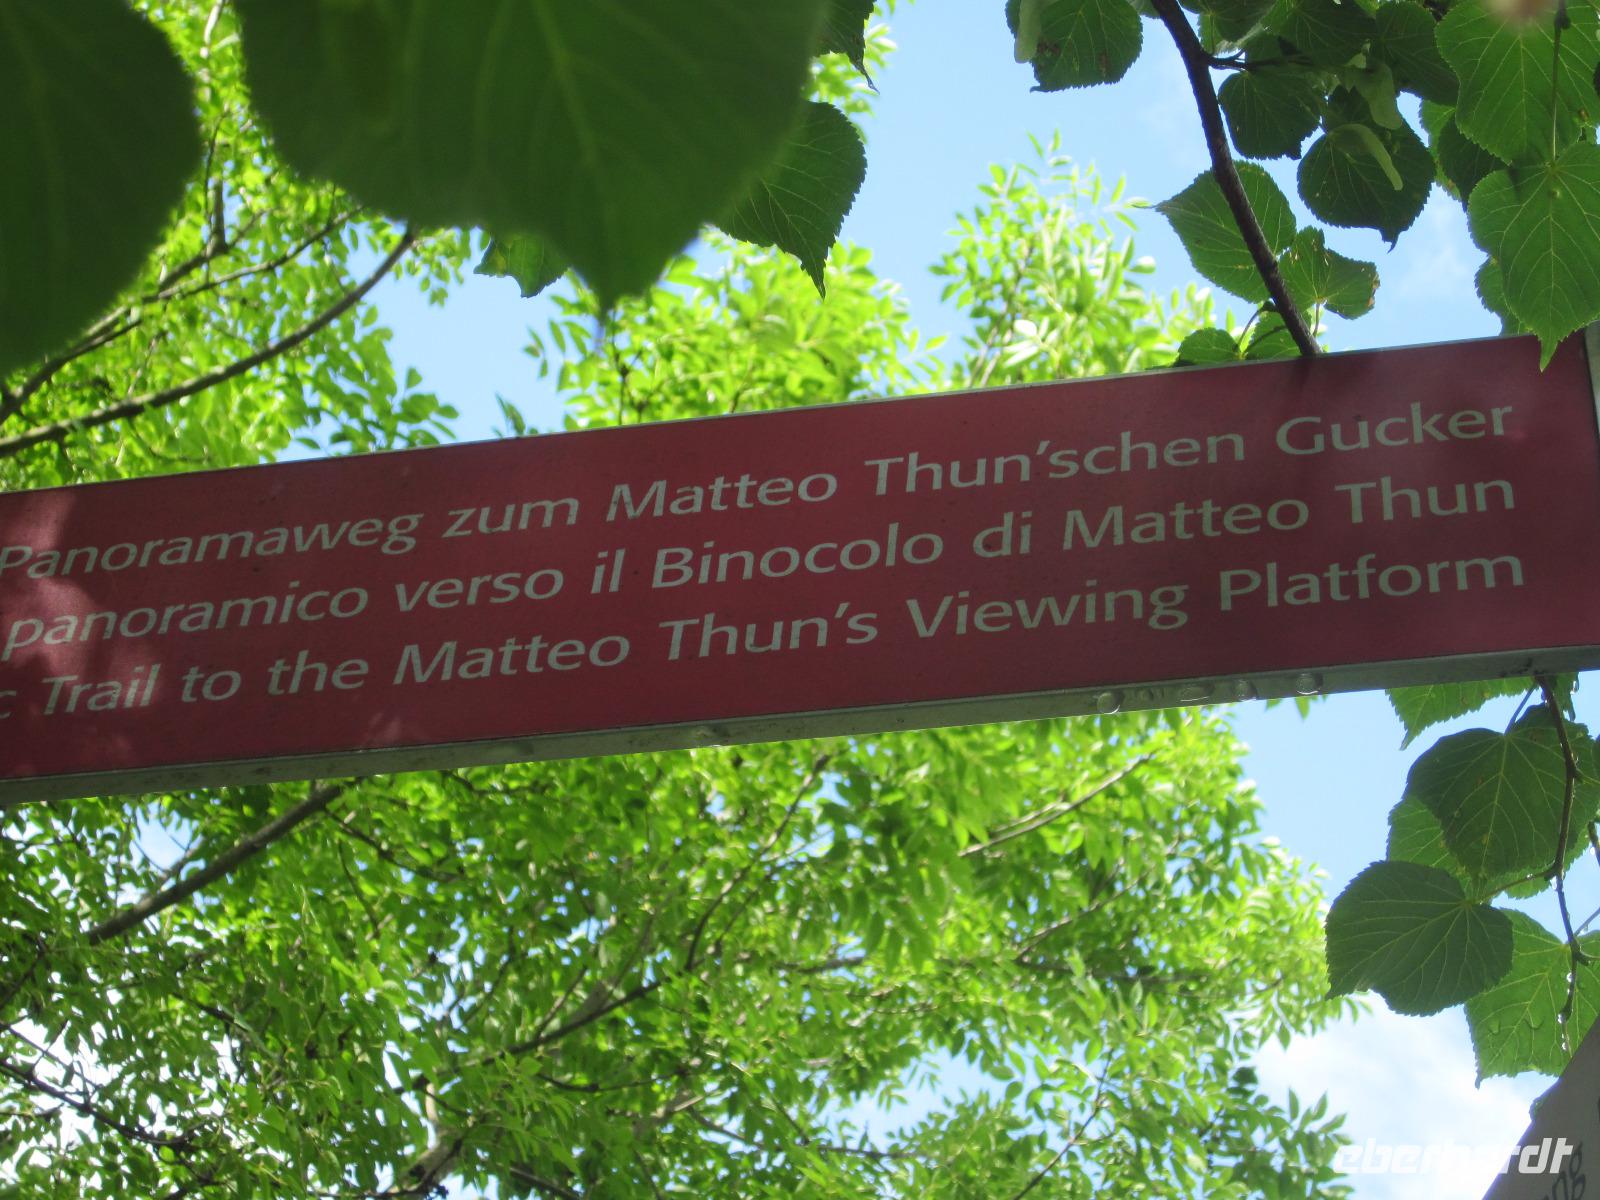 Panoramaweg zum Matteo Thun'schen Gucker
panoramico verso il Binocolo di Matteo Thun
c Trail to the Matteo Thun's Viewing Platform
eberhardt